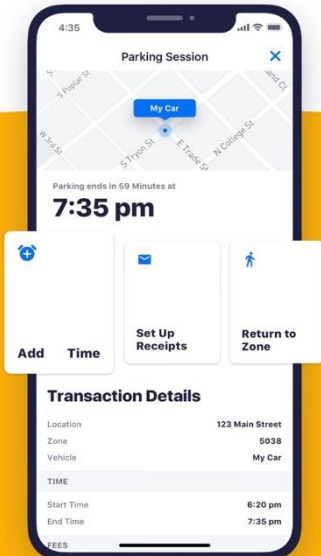 4:35
Parking Session
S Poplar St
My Car
W 3rd St
S Tryon St
E Trade St
N College St
Parking ends in 59 Minutes at
7:35 pm
Add Time
Set Up
Receipts
Return to
Zone
Transaction Details
Location 123 Main Street
Zone 5038
Vehicle My Car
TIME
Start Time 6:20 pm
End Time 7:35 pm
FEES